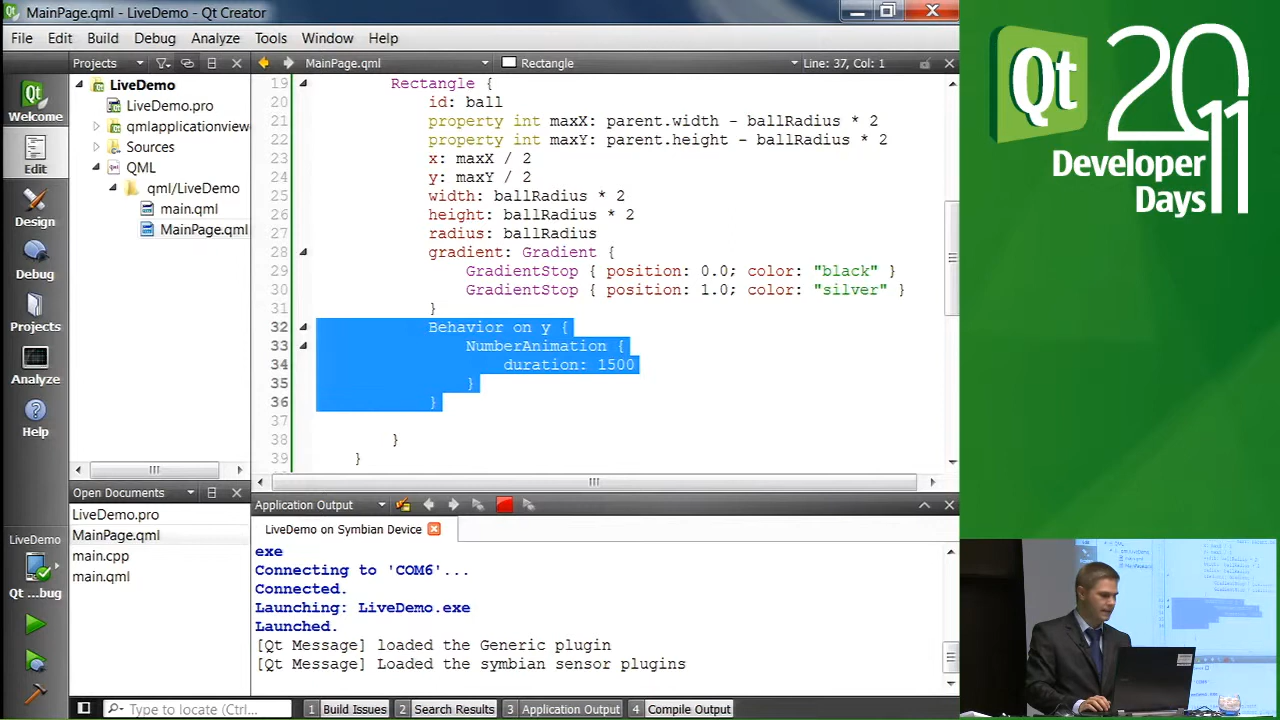 MainPage.qml - LiveDemo - Qt Creator
File Edit Build Debug Analyze Tools Window Help
Projects
MainPage.qml
Rectangle
Line: 37, Col: 1
Qt
Welcome
Edit
Design
Debug
Projects
Analyze
Help
LiveDemo
Qt ...bug
LiveDemo
LiveDemo.pro
qmlapplicationview
Sources
QML
qml/LiveDemo
main.qml
MainPage.qml
Open Documents
LiveDemo.pro
MainPage.qml
main.cpp
main.qml
19 Rectangle {
20 id: ball
21 property int maxX: parent.width - ballRadius * 2
22 property int maxY: parent.height - ballRadius * 2
23 x: maxX / 2
24 y: maxY / 2
25 width: ballRadius * 2
26 height: ballRadius * 2
27 radius: ballRadius
28 gradient: Gradient {
29 GradientStop { position: 0.0; color: "black" }
30 GradientStop { position: 1.0; color: "silver" }
31 }
32 Behavior on y {
33 NumberAnimation {
34 duration: 1500
35 }
36 }
37
38 }
39 }
Application Output
LiveDemo on Symbian Device
exe
Connecting to 'COM6'...
Connected.
Launching: LiveDemo.exe
Launched.
[Qt Message] loaded the Generic plugin
[Qt Message] Loaded the Symbian sensor plugins
Type to locate (Ctrl...
1 Build Issues 2 Search Results 3 Application Output 4 Compile Output
Qt 2011
Developer
Days